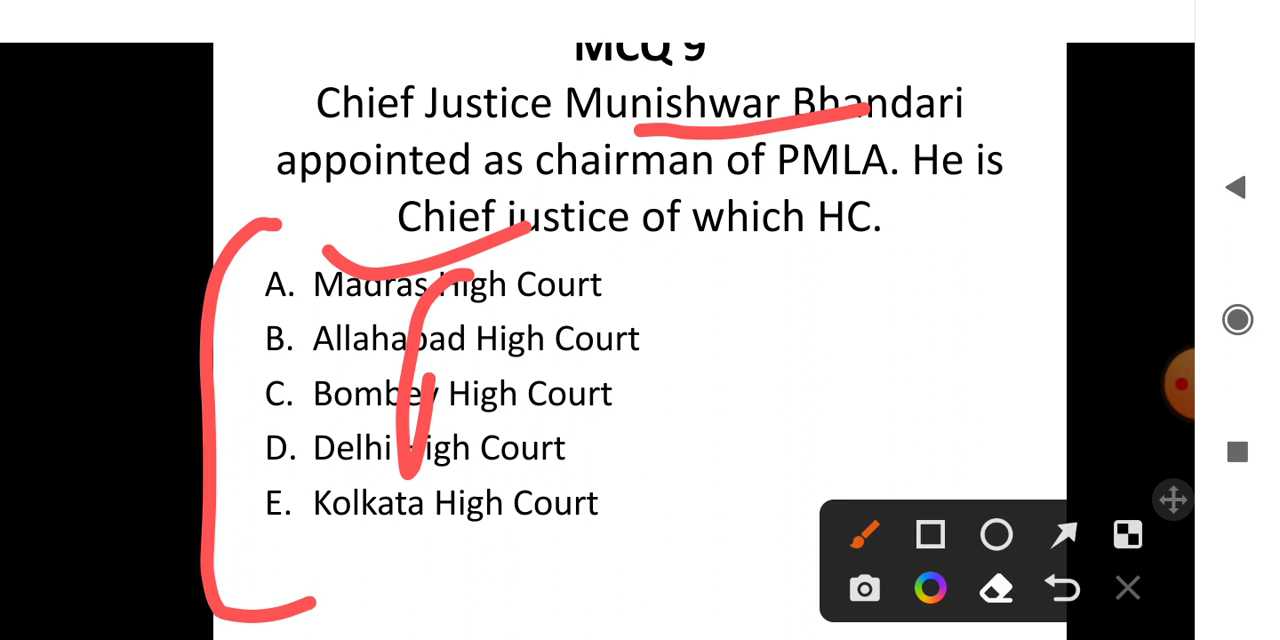 MCQ 9
Chief Justice Munishwar Bhandari
appointed as chairman of PMLA. He is
Chief justice of which HC.
A. Madras High Court
B. Allahabad High Court
C. Bombey High Court
D. Delhi High Court
E. Kolkata High Court